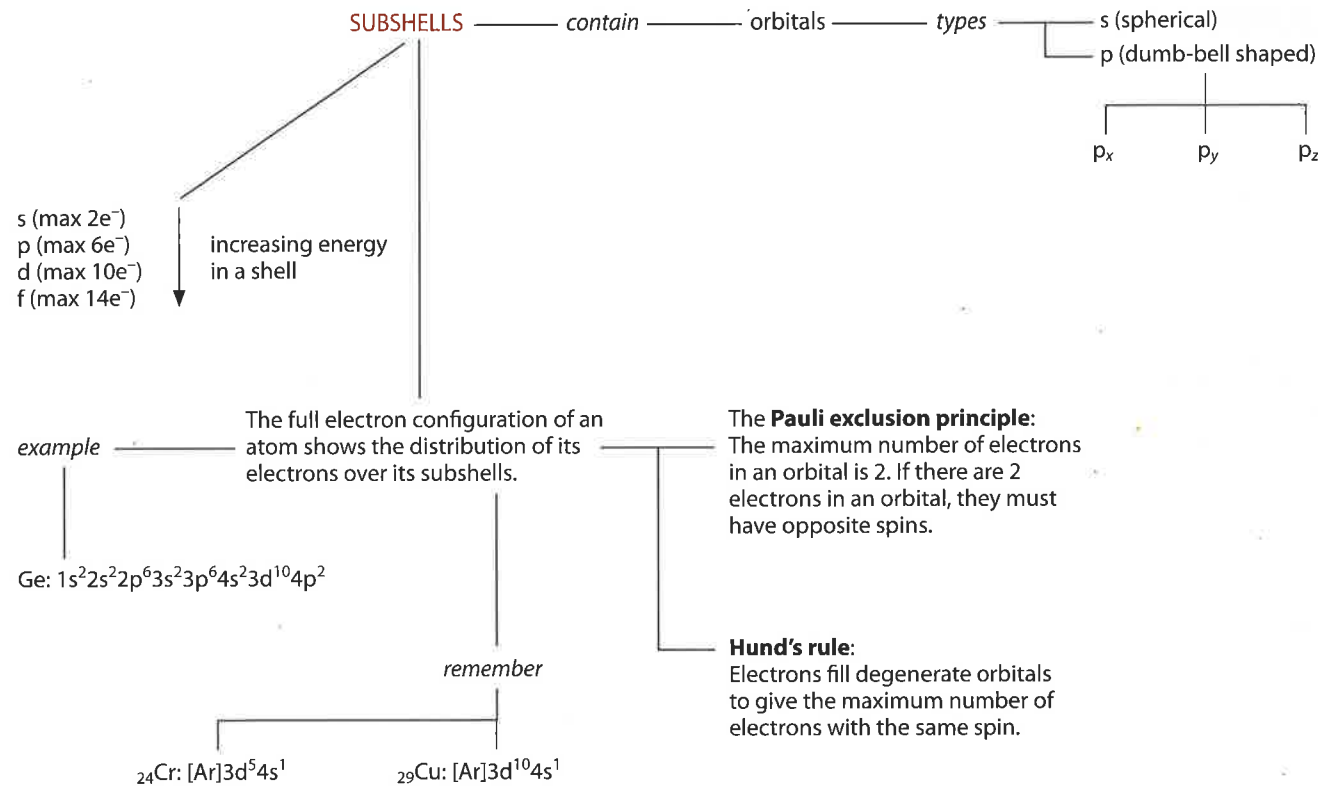 SUBSHELLS contain orbitals types s (spherical)
p (dumb-bell shaped)
pₓ p_y p_z
s (max 2e⁻)
p (max 6e⁻)
d (max 10e⁻)
f (max 14e⁻)
increasing energy
in a shell
example
The full electron configuration of an
atom shows the distribution of its
electrons over its subshells.
The Pauli exclusion principle:
The maximum number of electrons
in an orbital is 2. If there are 2
electrons in an orbital, they must
have opposite spins.
Ge: 1s²2s²2p⁶3s²3p⁶4s²3d¹⁰4p²
Hund's rule:
Electrons fill degenerate orbitals
to give the maximum number of
electrons with the same spin.
remember
₂₄Cr: [Ar]3d⁵4s¹
₂₉Cu: [Ar]3d¹⁰4s¹